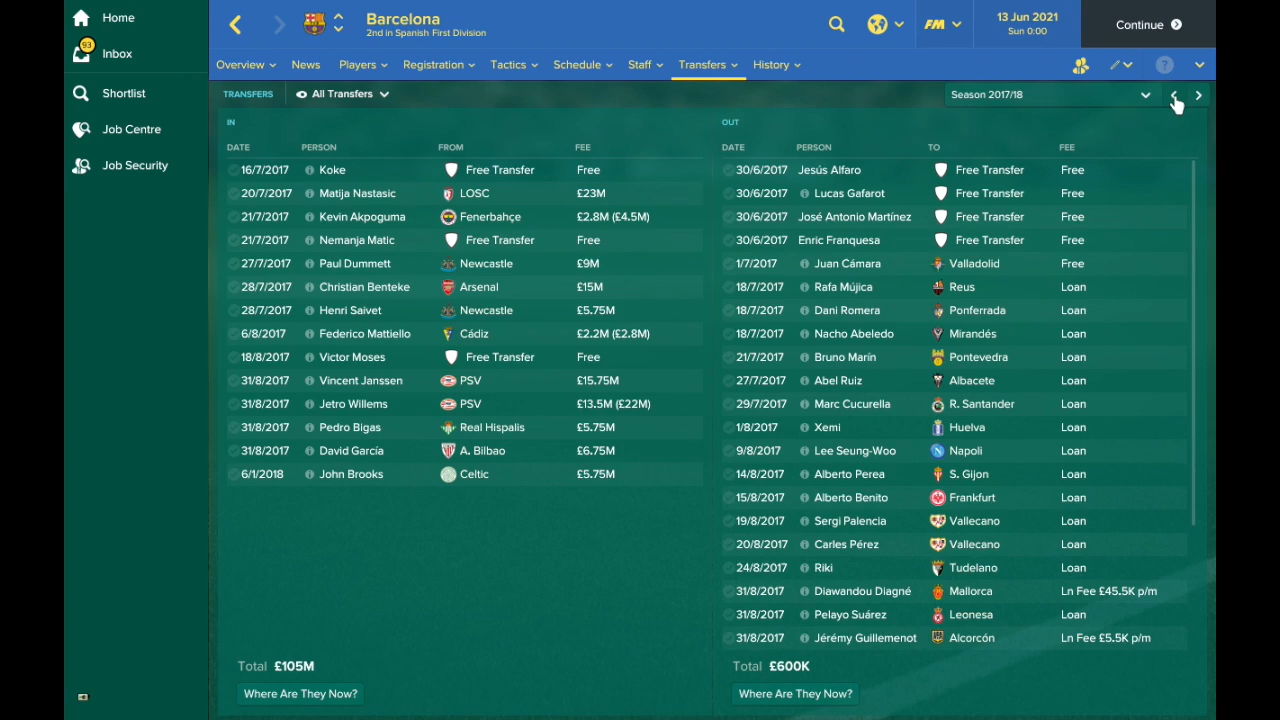 Home
Inbox
93
Shortlist
Job Centre
Job Security
Barcelona
2nd in Spanish First Division
FM
13 Jun 2021
Sun 0:00
Continue
Overview News Players Registration Tactics Schedule Staff Transfers History
?
TRANSFERS All Transfers Season 2017/18
IN
DATE PERSON FROM FEE
16/7/2017 Koke Free Transfer Free
20/7/2017 Matija Nastasic LOSC £23M
21/7/2017 Kevin Akpoguma Fenerbahçe £2.8M (£4.5M)
21/7/2017 Nemanja Matic Free Transfer Free
27/7/2017 Paul Dummett Newcastle £9M
28/7/2017 Christian Benteke Arsenal £15M
28/7/2017 Henri Saivet Newcastle £5.75M
6/8/2017 Federico Mattiello Cádiz £2.2M (£2.8M)
18/8/2017 Victor Moses Free Transfer Free
31/8/2017 Vincent Janssen PSV £15.75M
31/8/2017 Jetro Willems PSV £13.5M (£22M)
31/8/2017 Pedro Bigas Real Hispalis £5.75M
31/8/2017 David García A. Bilbao £6.75M
6/1/2018 John Brooks Celtic £5.75M
Total £105M
Where Are They Now?
OUT
DATE PERSON TO FEE
30/6/2017 Jesús Alfaro Free Transfer Free
30/6/2017 Lucas Gafarot Free Transfer Free
30/6/2017 José Antonio Martínez Free Transfer Free
30/6/2017 Enric Franquesa Free Transfer Free
1/7/2017 Juan Cámara Valladolid Free
18/7/2017 Rafa Mújica Reus Loan
18/7/2017 Dani Romera Ponferrada Loan
18/7/2017 Nacho Abeledo Mirandés Loan
21/7/2017 Bruno Marín Pontevedra Loan
27/7/2017 Abel Ruiz Albacete Loan
29/7/2017 Marc Cucurella R. Santander Loan
1/8/2017 Xemi Huelva Loan
9/8/2017 Lee Seung-Woo Napoli Loan
14/8/2017 Alberto Perea S. Gijon Loan
15/8/2017 Alberto Benito Frankfurt Loan
19/8/2017 Sergi Palencia Vallecano Loan
20/8/2017 Carles Pérez Vallecano Loan
24/8/2017 Riki Tudelano Loan
31/8/2017 Diawandou Diagné Mallorca Ln Fee £45.5K p/m
31/8/2017 Pelayo Suárez Leonesa Loan
31/8/2017 Jérémy Guillemenot Alcorcón Ln Fee £5.5K p/m
Total £600K
Where Are They Now?